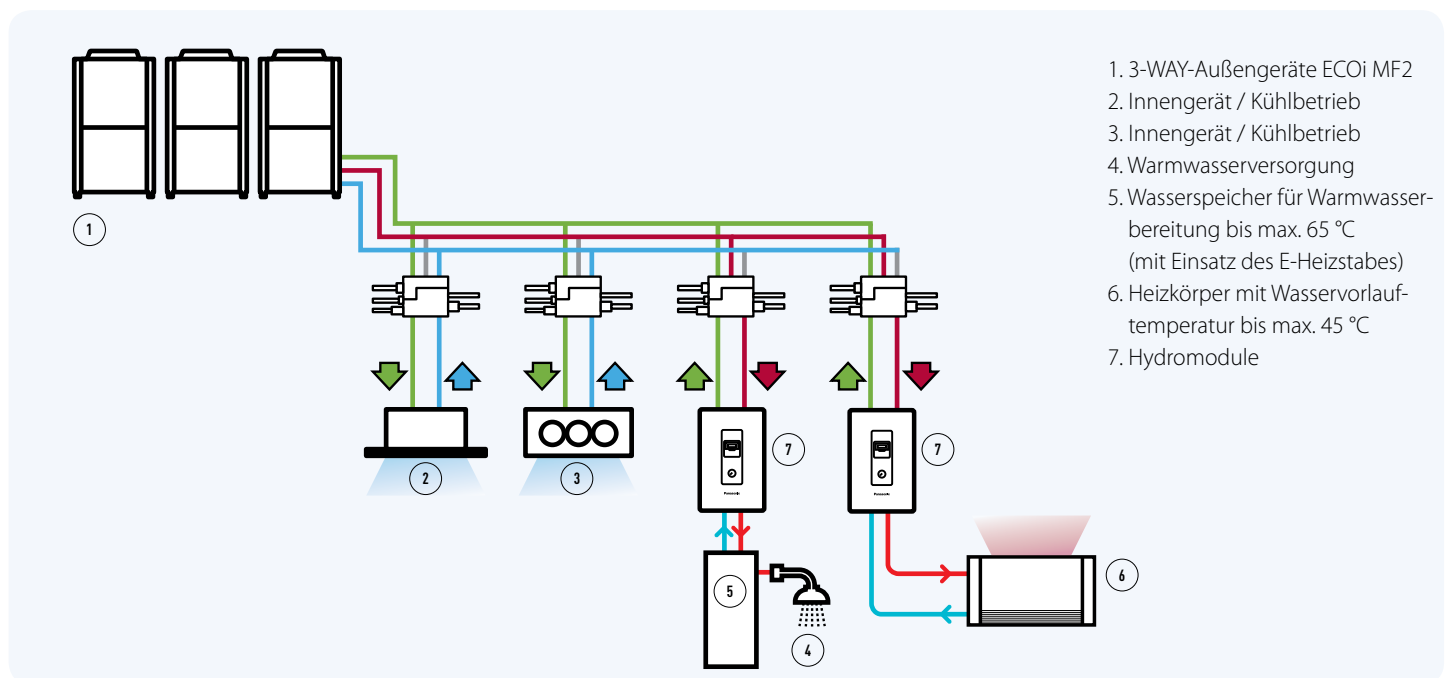 1. 3-WAY-Außengeräte ECOi MF2
2. Innengerät / Kühlbetrieb
3. Innengerät / Kühlbetrieb
4. Warmwasserversorgung
5. Wasserspeicher für Warmwasser-
bereitung bis max. 65 °C
(mit Einsatz des E-Heizstabes)
6. Heizkörper mit Wasservorlauf-
temperatur bis max. 45 °C
7. Hydromodule
1
2
3
7
7
Panasonic
Panasonic
5
6
4